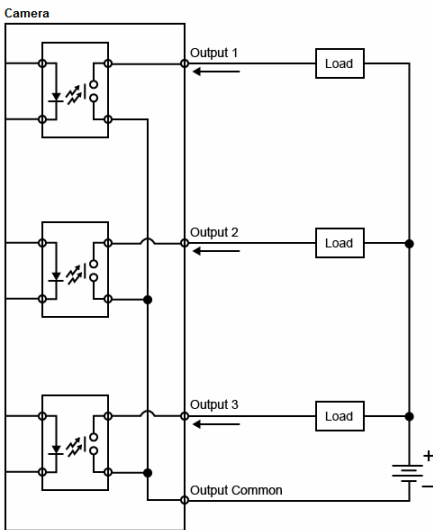 Camera
Output 1
Load
Output 2
Load
Output 3
Load
+
Output Common
−